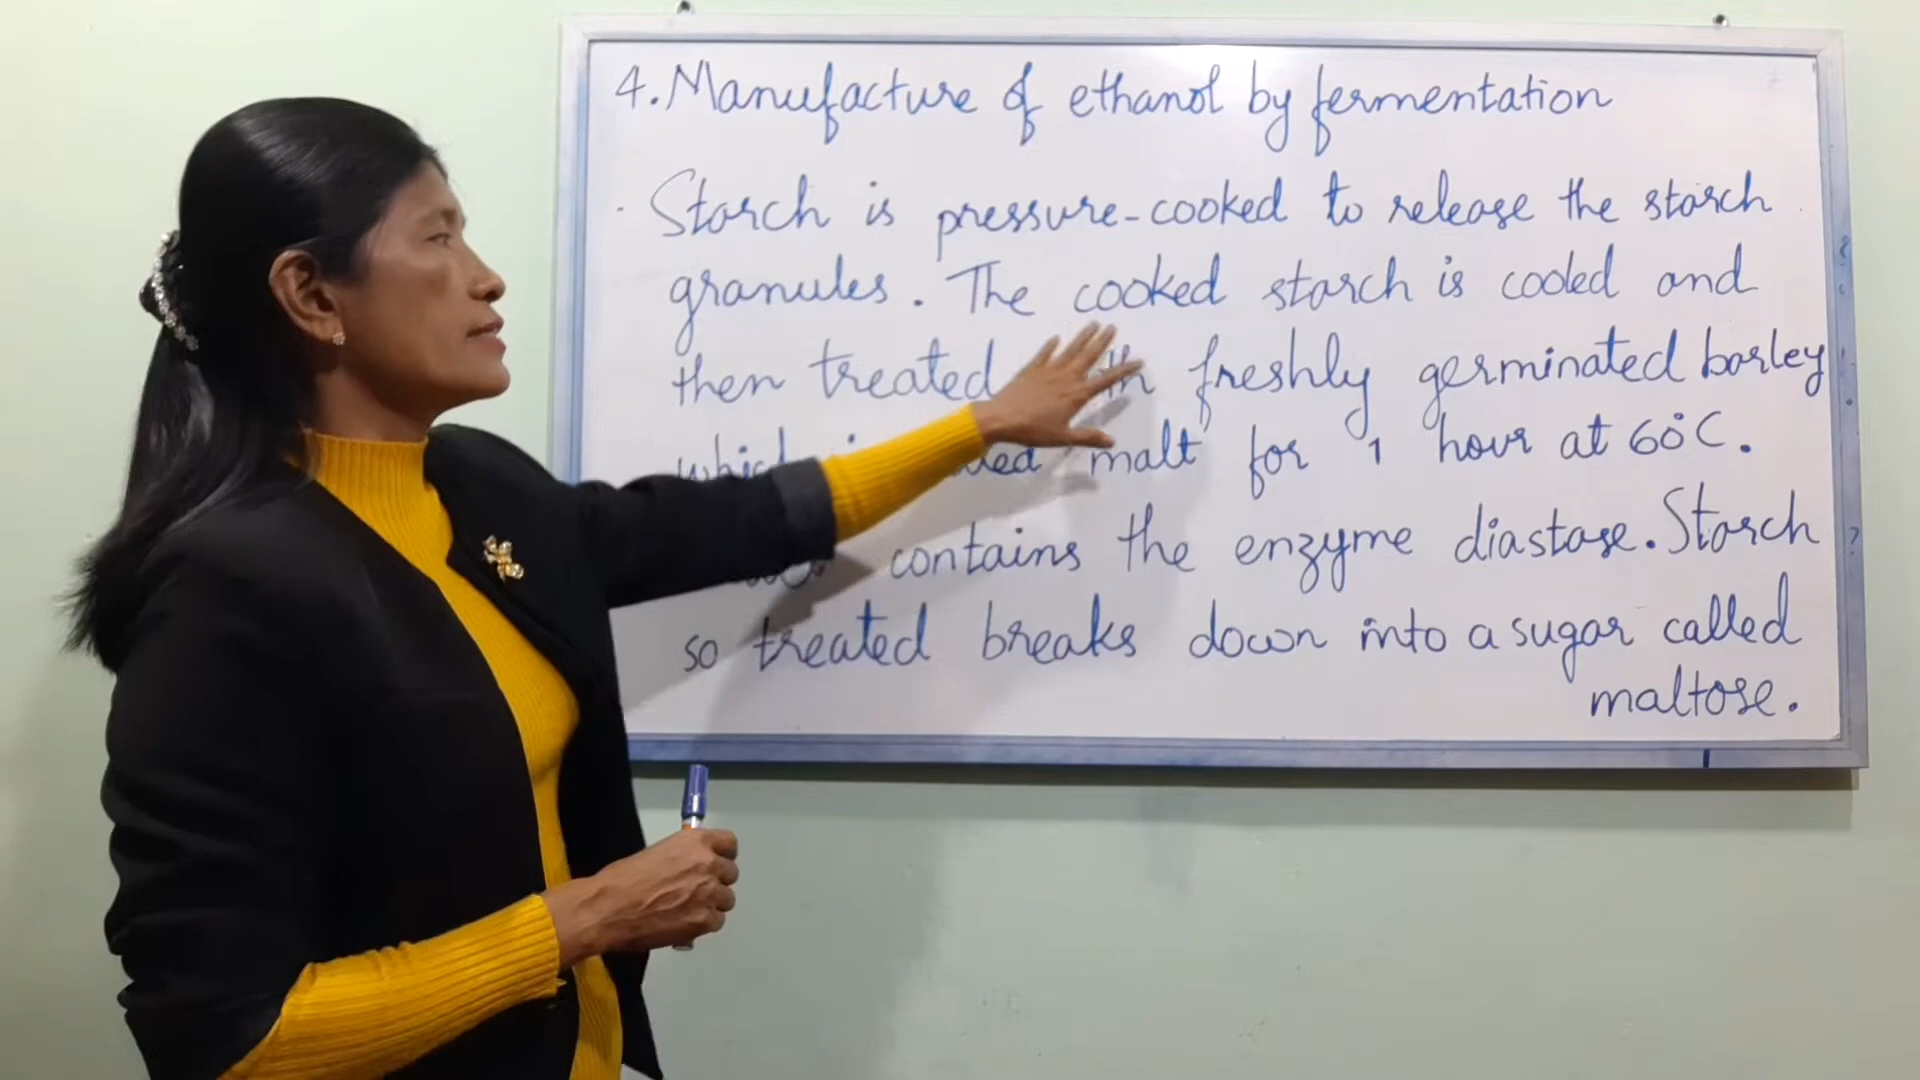 4. Manufacture of ethanol by fermentation
· Starch is pressure-cooked to release the starch
granules. The cooked starch is cooled and
then treated freshly germinated barley
malt for 1 hour at 60°C.
contains the enzyme diastase. Starch
so treated breaks down into a sugar called
maltose.